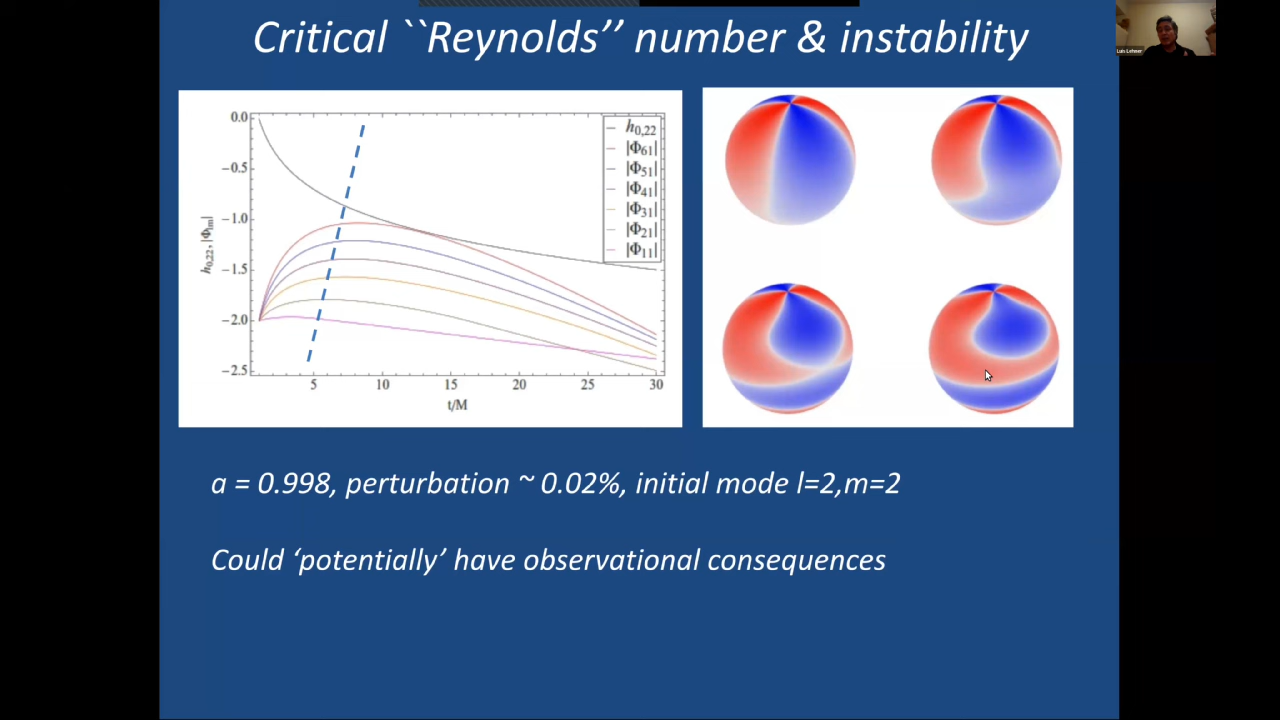 Critical ``Reynolds’’ number & instability
Luis Lehner
0.0
−0.5
−1.0
−1.5
−2.0
−2.5
h0,22, |Φlm|
5
10
15
20
25
30
t/M
h0,22
|Φ61|
|Φ51|
|Φ41|
|Φ31|
|Φ21|
|Φ11|
a = 0.998, perturbation ~ 0.02%, initial mode l=2,m=2
Could ‘potentially’ have observational consequences